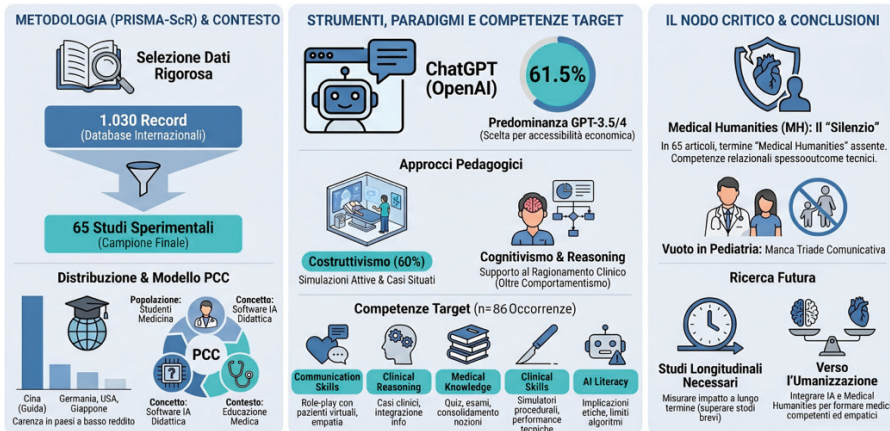 METODOLOGIA (PRISMA-ScR) & CONTESTO
Selezione Dati
Rigorosa
1.030 Record
(Database Internazionali)
65 Studi Sperimentali
(Campione Finale)
Distribuzione & Modello PCC
Cina
(Guida)
Germania, USA,
Giappone
Carenza in paesi a basso reddito
Popolazione:
Studenti
Medicina
Concetto:
Software IA
Didattica
PCC
?
Concetto:
Software IA
Didattica
Contesto:
Educazione
Medica
STRUMENTI, PARADIGMI E COMPETENZE TARGET
ChatGPT
(OpenAI)
61.5%
Predominanza GPT-3.5/4
(Scelta per accessibilità economica)
Approcci Pedagogici
Costruttivismo (60%)
Simulazioni Attive & Casi Situati
Cognitivismo & Reasoning
Supporto al Ragionamento Clinico
(Oltre Comportamentismo)
Competenze Target (n=86 Occorrenze)
Communication
Skills
Role-play con
pazienti virtuali,
empatia
Clinical
Reasoning
Casi clinici,
integrazione
info
Medical
Knowledge
Quiz, esami,
consolidamento
nozioni
Clinical
Skills
Simulatori
procedurali,
performance
tecniche
AI Literacy
Implicazioni
etiche, limiti
algoritmi
IL NODO CRITICO & CONCLUSIONI
Medical Humanities (MH): Il “Silenzio”
In 65 articoli, termine “Medical Humanities” assente.
Competenze relazionali spessooutcome tecnici.
Vuoto in Pediatria: Manca Triade Comunicativa
Ricerca Futura
Studi Longitudinali
Necessari
Misurare impatto a lungo
termine (superare studi
brevi)
Verso
l’Umanizzazione
Integrare IA e Medical
Humanities per formare medici
competenti ed empatici